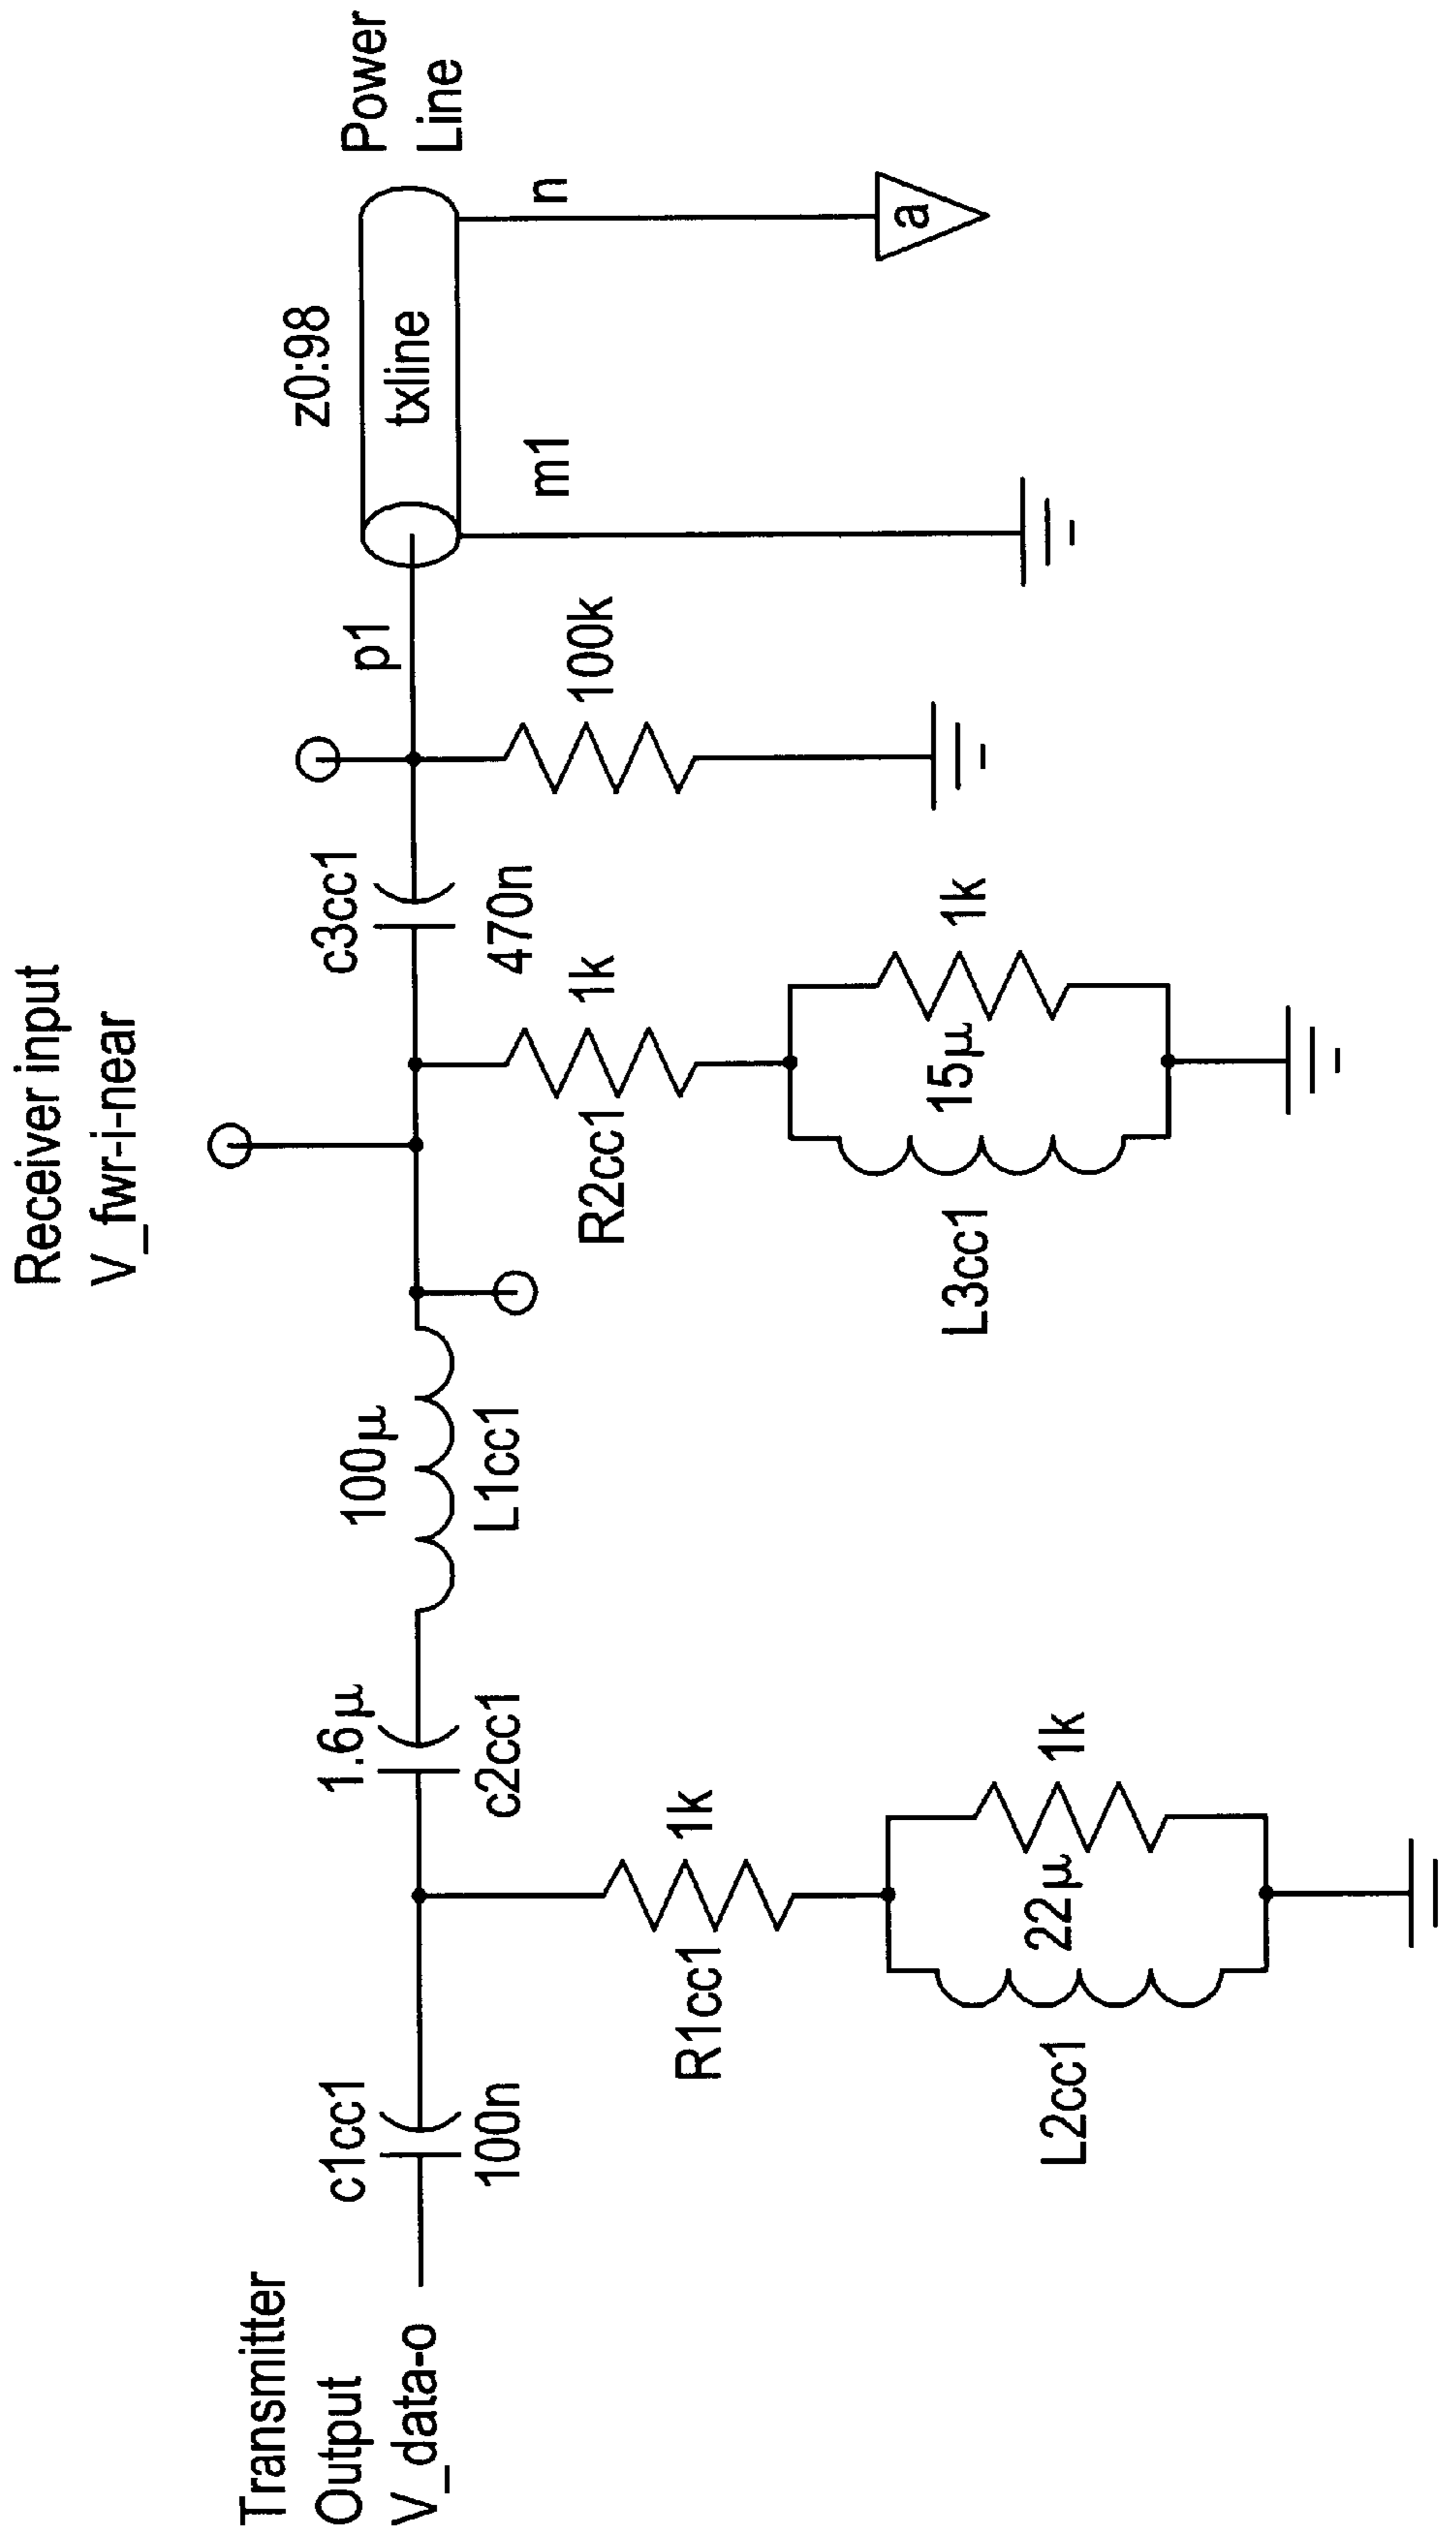 Transmitter
Output
V_data-o
c1cc1
100n
R1cc1
1k
L2cc1
22µ
1k
1.6µ
c2cc1
100µ
L1cc1
Receiver input
V_fwr-i-near
R2cc1
1k
L3cc1
15µ
1k
c3cc1
470n
100k
p1
m1
z0:98
txline
n
a
Power
Line